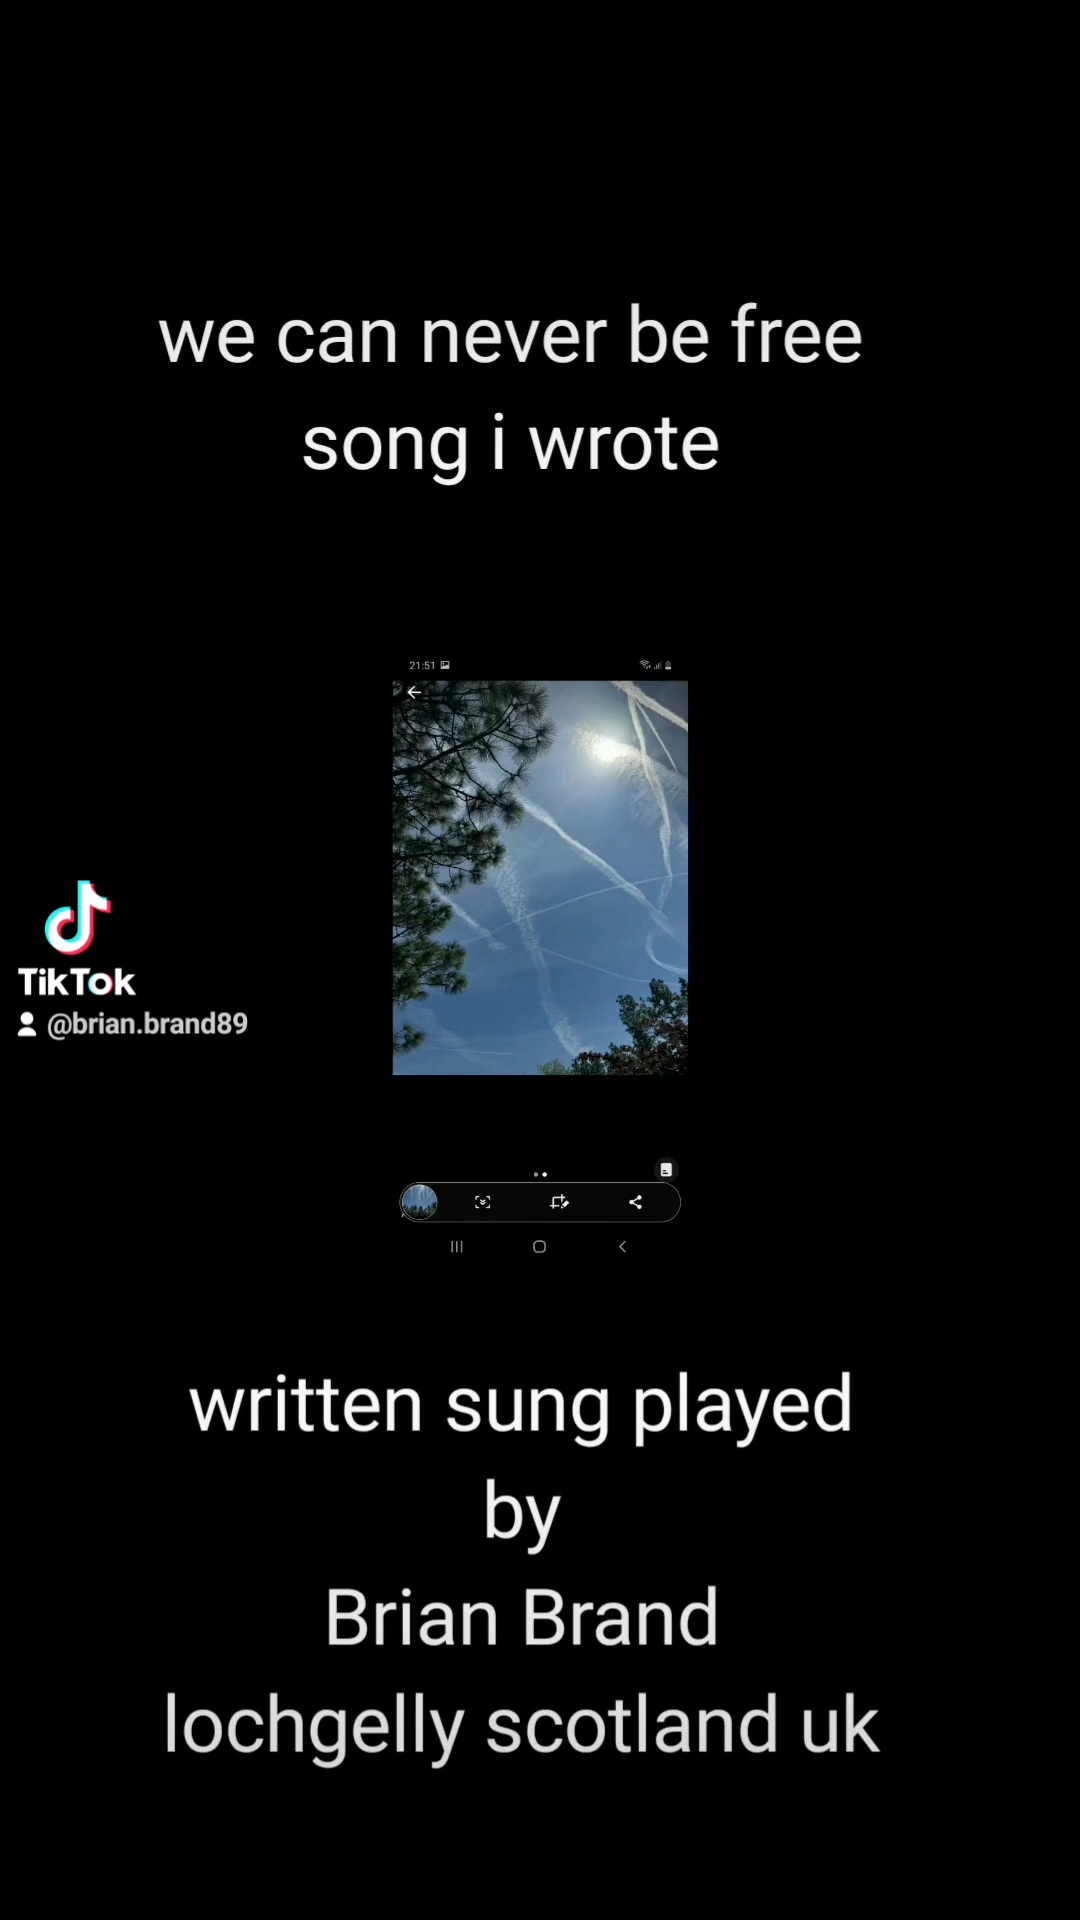 we can never be free
song i wrote
21:51
TikTok
@brian.brand89
written sung played
by
Brian Brand
lochgelly scotland uk